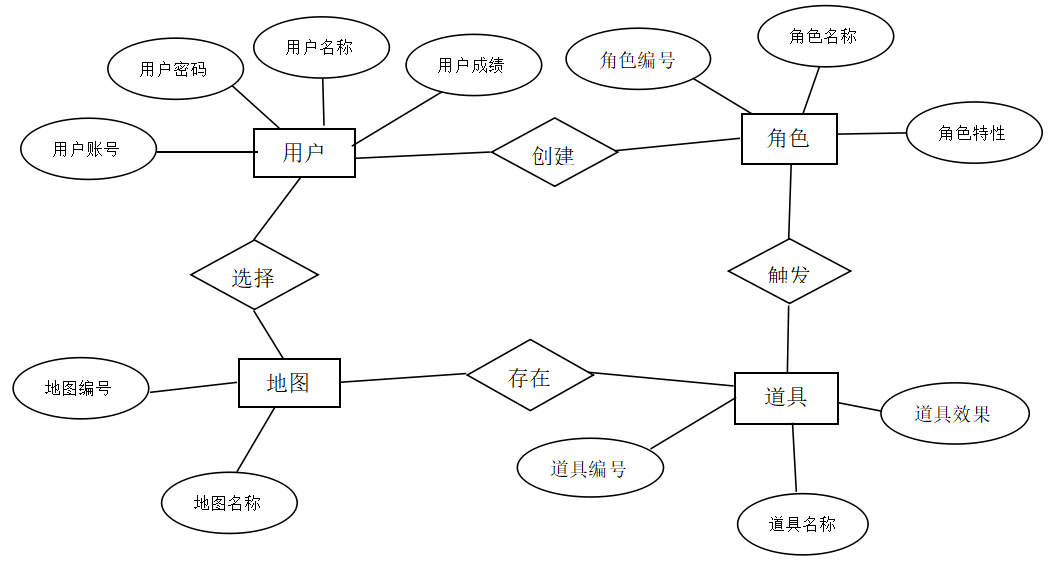 角色名称
用户名称
角色编号
用户成绩
用户密码
角色特性
角色
用户账号
用户
创建
触发
选择
地图
存在
地图编号
道具
道具效果
道具编号
地图名称
道具名称